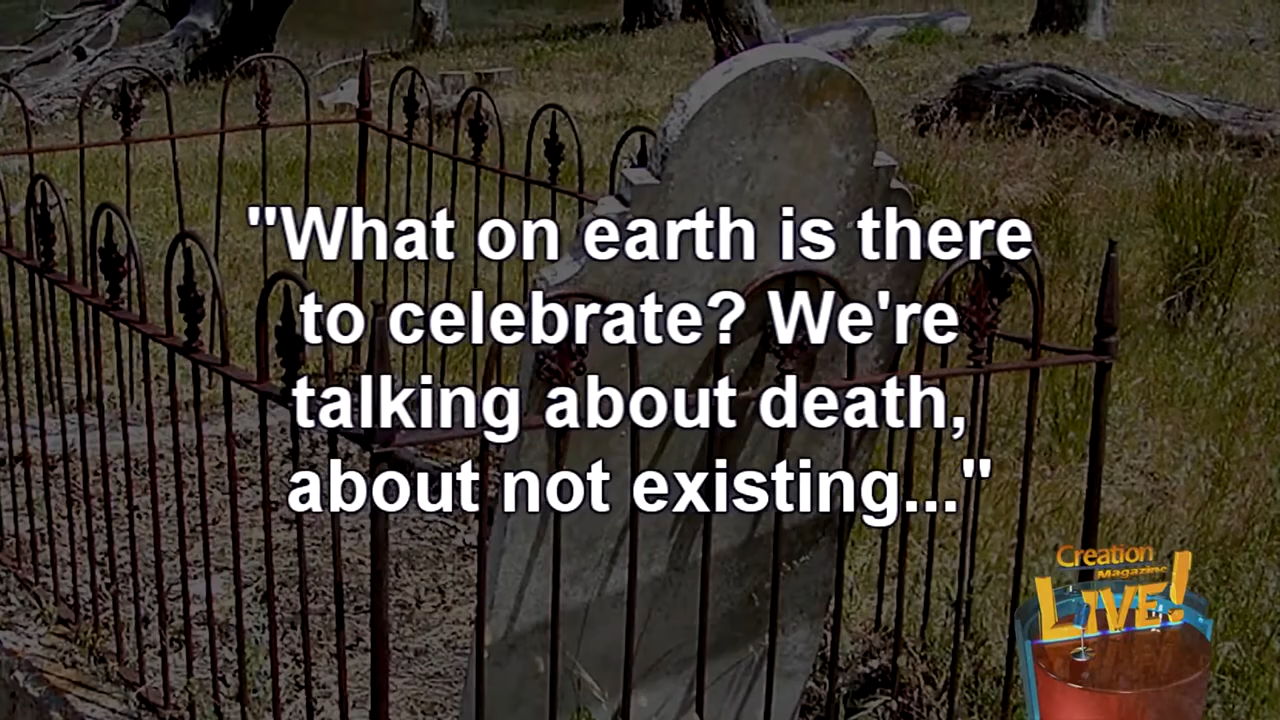 "What on earth is there
to celebrate? We're
talking about death,
about not existing..."
Creation
Magazine
LIVE!